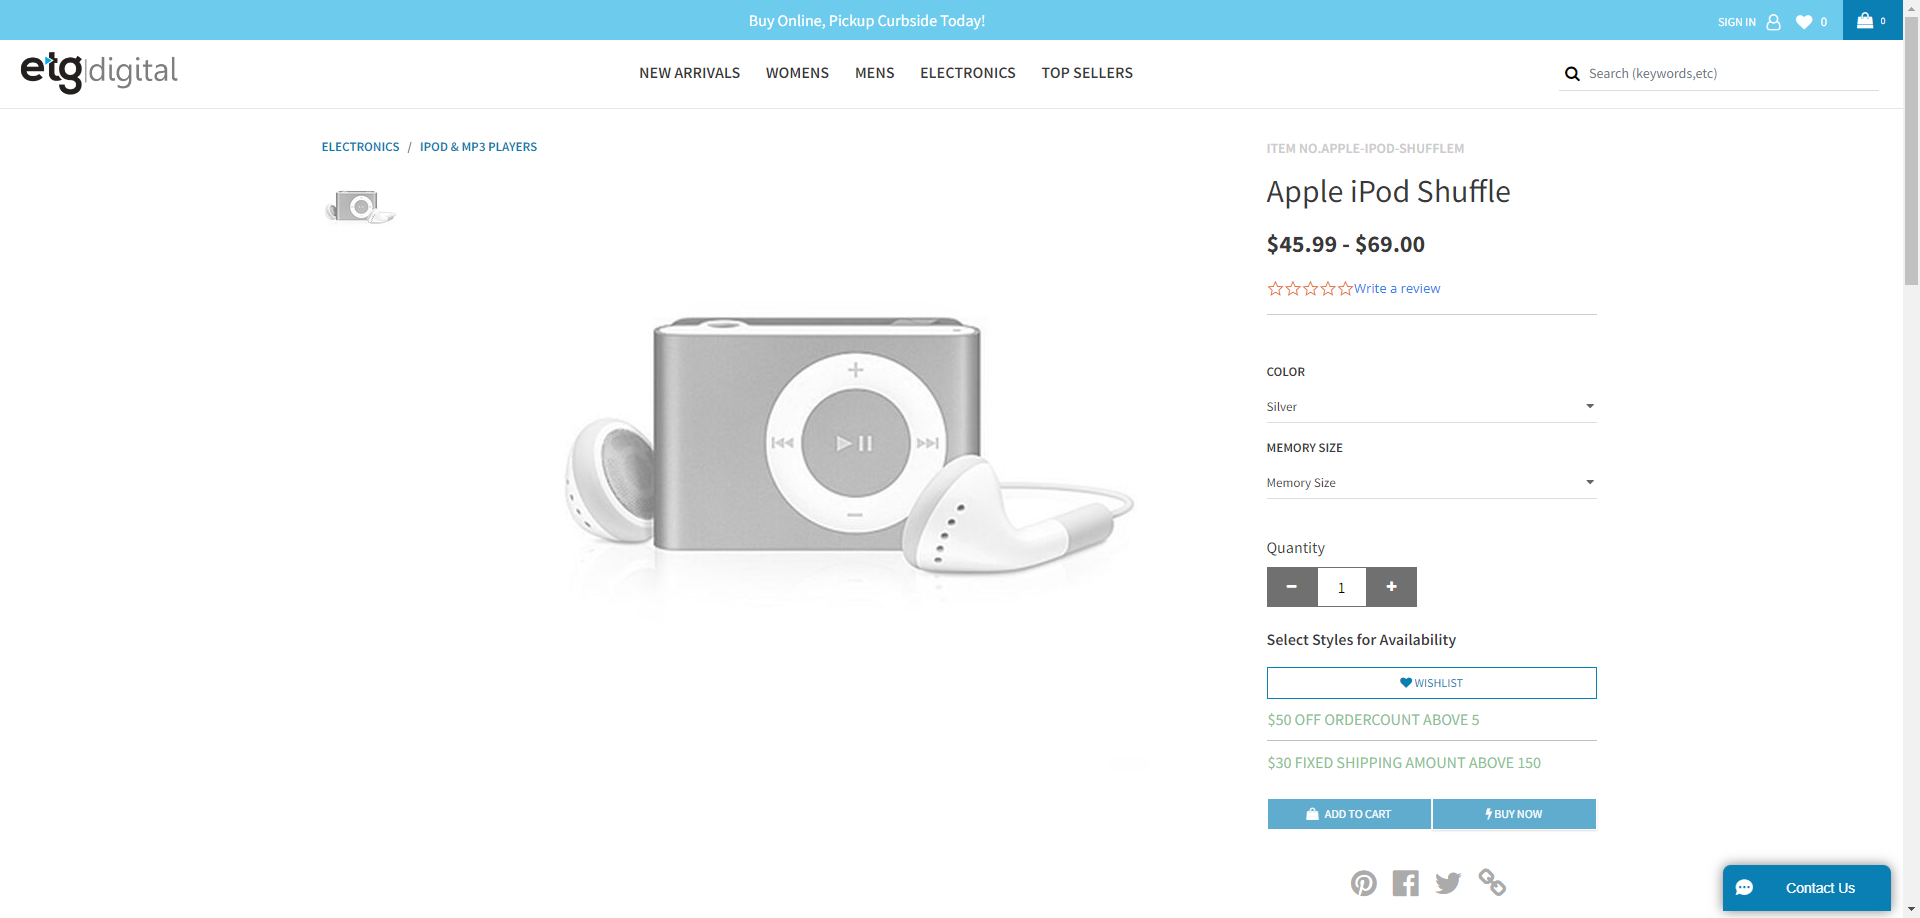 Buy Online, Pickup Curbside Today!
SIGN IN 0 0
etg|digital
NEW ARRIVALS WOMENS MENS ELECTRONICS TOP SELLERS
Search (keywords,etc)
ELECTRONICS / IPOD & MP3 PLAYERS
ITEM NO.APPLE-IPOD-SHUFFLEM
Apple iPod Shuffle
$45.99 - $69.00
Write a review
COLOR
Silver
MEMORY SIZE
Memory Size
Quantity
1
Select Styles for Availability
WISHLIST
$50 OFF ORDERCOUNT ABOVE 5
$30 FIXED SHIPPING AMOUNT ABOVE 150
ADD TO CART BUY NOW
Contact Us